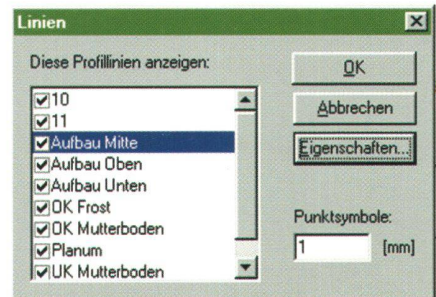 Linien
Diese Profillinien anzeigen:
10
11
Aufbau Mitte
Aufbau Oben
Aufbau Unten
OK Frost
OK Mutterboden
Planum
UK Mutterboden
OK
Abbrechen
Eigenschaften...
Punktsymbole:
1 [mm]